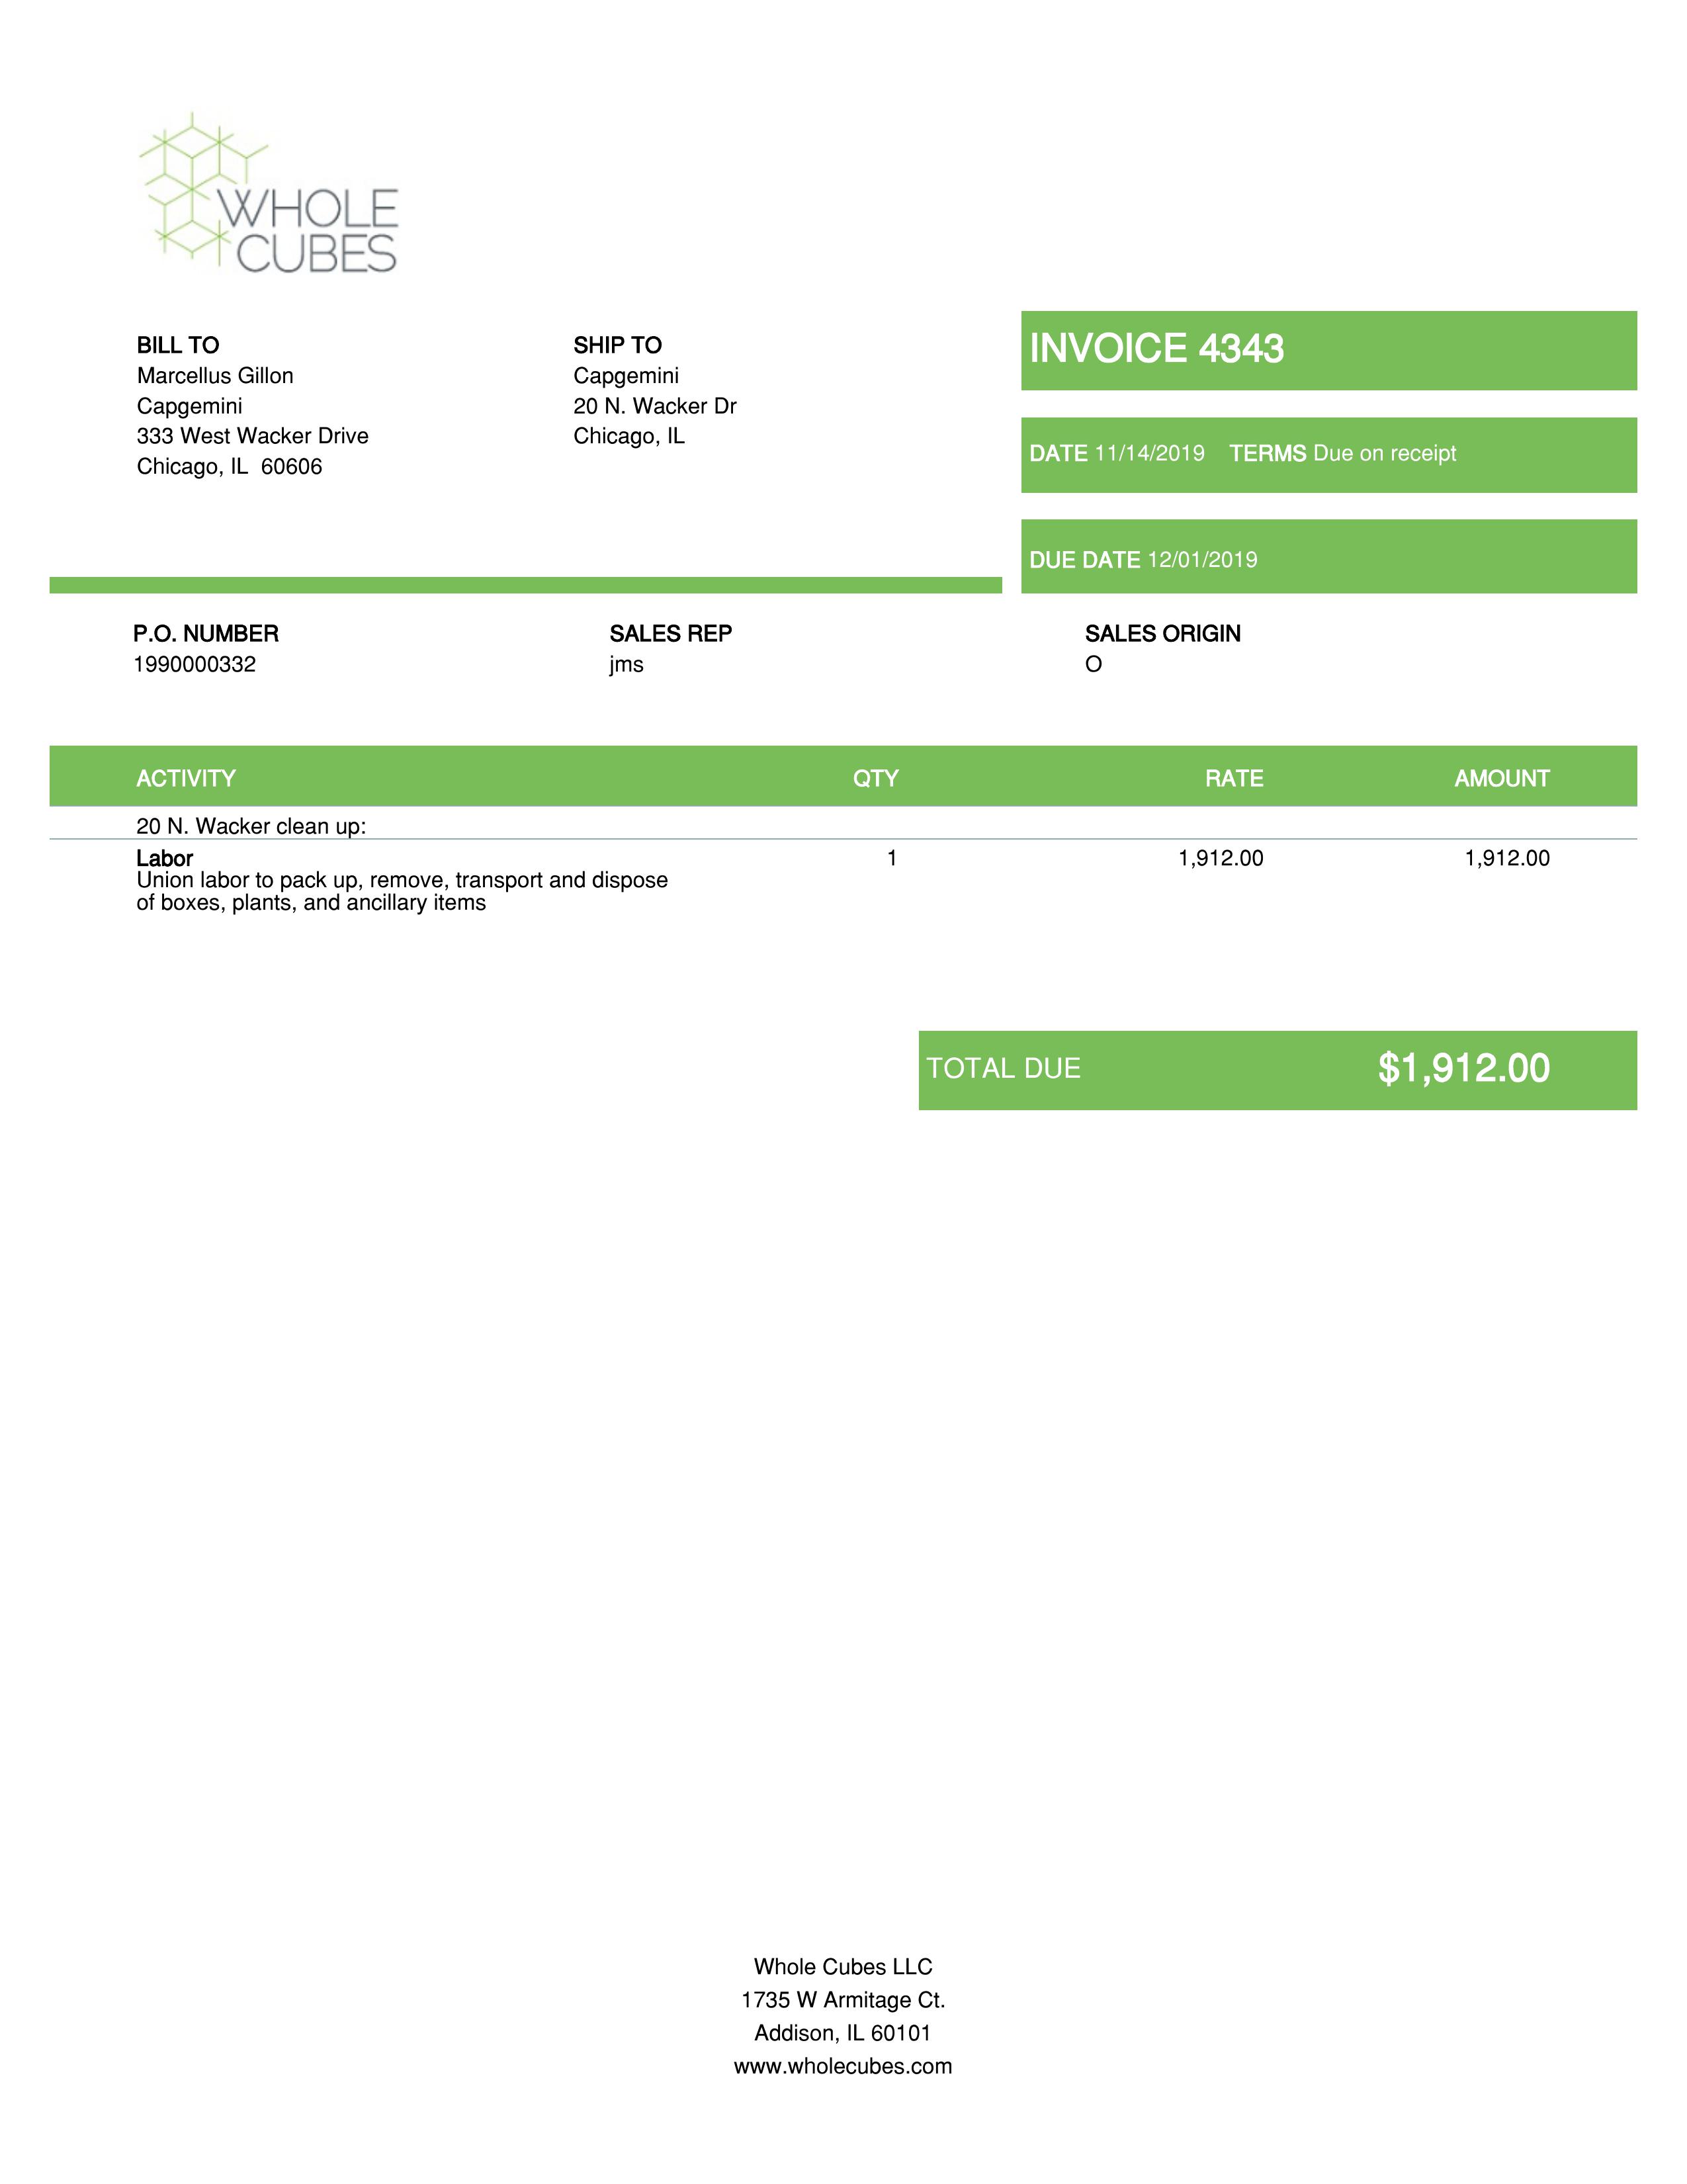 WHOLE
CUBES
BILL TO
Marcellus Gillon
Capgemini
333 West Wacker Drive
Chicago, IL 60606
SHIP TO
Capgemini
20 N. Wacker Dr
Chicago, IL
INVOICE 4343
DATE 11/14/2019 TERMS Due on receipt
DUE DATE 12/01/2019
P.O. NUMBER
1990000332
SALES REP
jms
SALES ORIGIN
O
ACTIVITY QTY RATE AMOUNT
20 N. Wacker clean up:
Labor 1 1,912.00 1,912.00
Union labor to pack up, remove, transport and dispose
of boxes, plants, and ancillary items
TOTAL DUE $1,912.00
Whole Cubes LLC
1735 W Armitage Ct.
Addison, IL 60101
www.wholecubes.com